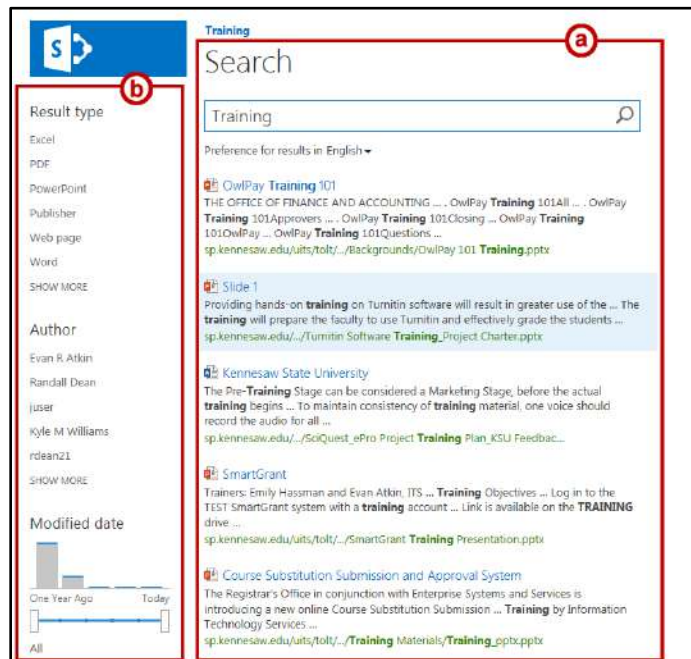 S
Training
a
Search
b
Training
Preference for results in English
Result type
Excel
PDF
PowerPoint
Publisher
Web page
Word
SHOW MORE
Author
Evan R Atkin
Randall Dean
juser
Kyle M Williams
rdean21
SHOW MORE
Modified date
One Year Ago Today
All
OwlPay Training 101
THE OFFICE OF FINANCE AND ACCOUNTING ... . OwlPay Training 101All ... . OwlPay
Training 101Approvers ... . OwlPay Training 101Closing ... OwlPay Training
101OwlPay ... OwlPay Training 101Questions ...
sp.kennesaw.edu/uits/tolt/.../Backgrounds/OwlPay 101 Training.pptx
Slide 1
Providing hands-on training on Turnitin software will result in greater use of the ... The
training will prepare the faculty to use Turnitin and effectively grade the students ...
sp.kennesaw.edu/.../Turnitin Software Training_Project Charter.pptx
Kennesaw State University
The Pre-Training Stage can be considered a Marketing Stage, before the actual
training begins ... To maintain consistency of training material, one voice should
record the audio for all ...
sp.kennesaw.edu/.../SciQuest_ePro Project Training Plan_KSU Feedbac...
SmartGrant
Trainers: Emily Hassman and Evan Atkin, ITS ... Training Objectives ... Log in to the
TEST SmartGrant system with a training account ... Link is available on the TRAINING
drive ...
sp.kennesaw.edu/uits/tolt/.../SmartGrant Training Presentation.pptx
Course Substitution Submission and Approval System
The Registrar's Office in conjunction with Enterprise Systems and Services is
introducing a new online Course Substitution Submission ... Training by Information
Technology Services ...
sp.kennesaw.edu/uits/tolt/.../Training Materials/Training_pptx.pptx